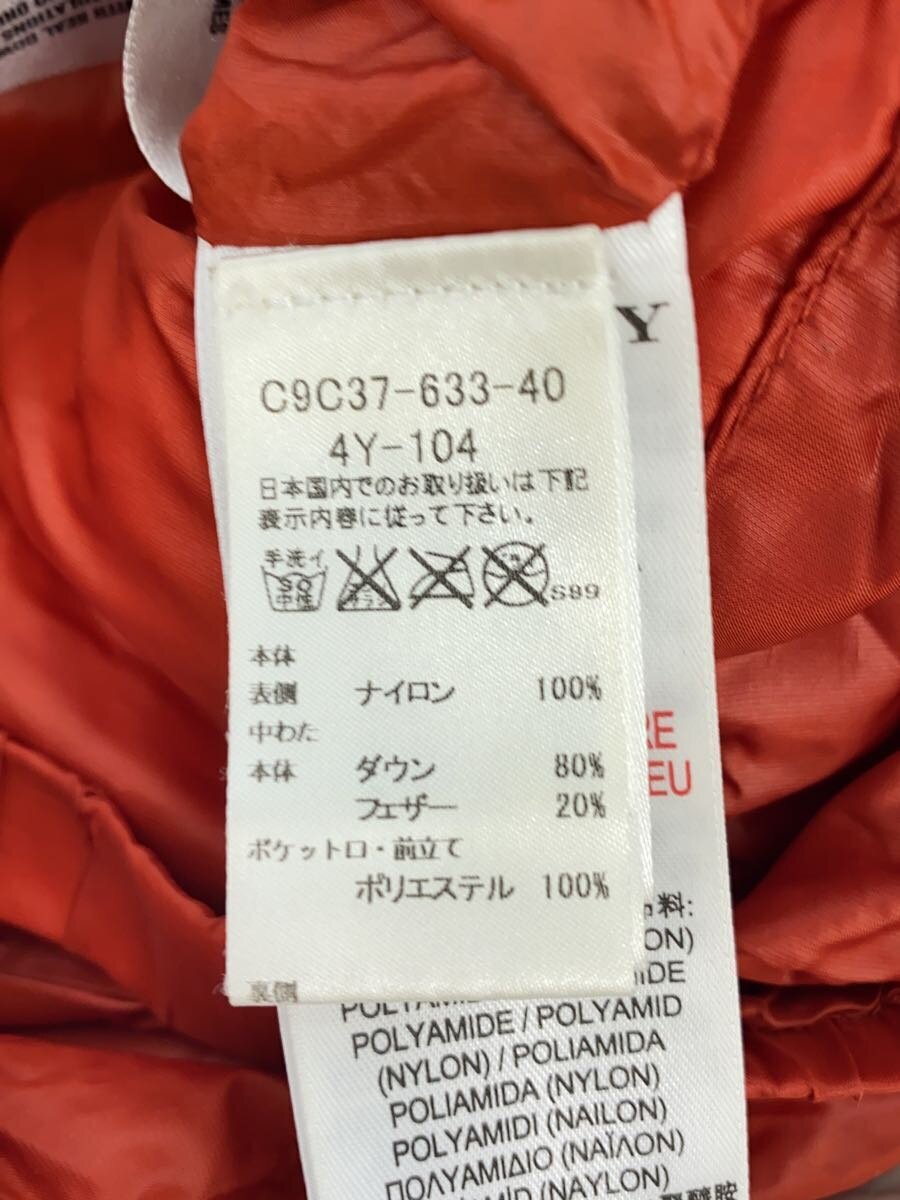 C9C37-633-40
4Y-104
日本国内でのお取り扱いは下記
表示内容に従って下さい。
手洗イ
中性
S89
本体
表側 ナイロン 100%
中わた
本体 ダウン 80%
フェザー 20%
ポケット口・前立て
ポリエステル 100%
裏側
Y
RE
EU
布料:
POLYAMIDE / POLYAMID
(NYLON) / POLIAMIDA
POLIAMIDA (NYLON)
POLYAMIDI (NAILON)
ΠΟΛΥΑΜΙΔΙΟ (ΝΑΪΛΟΝ)
(NAYLON)